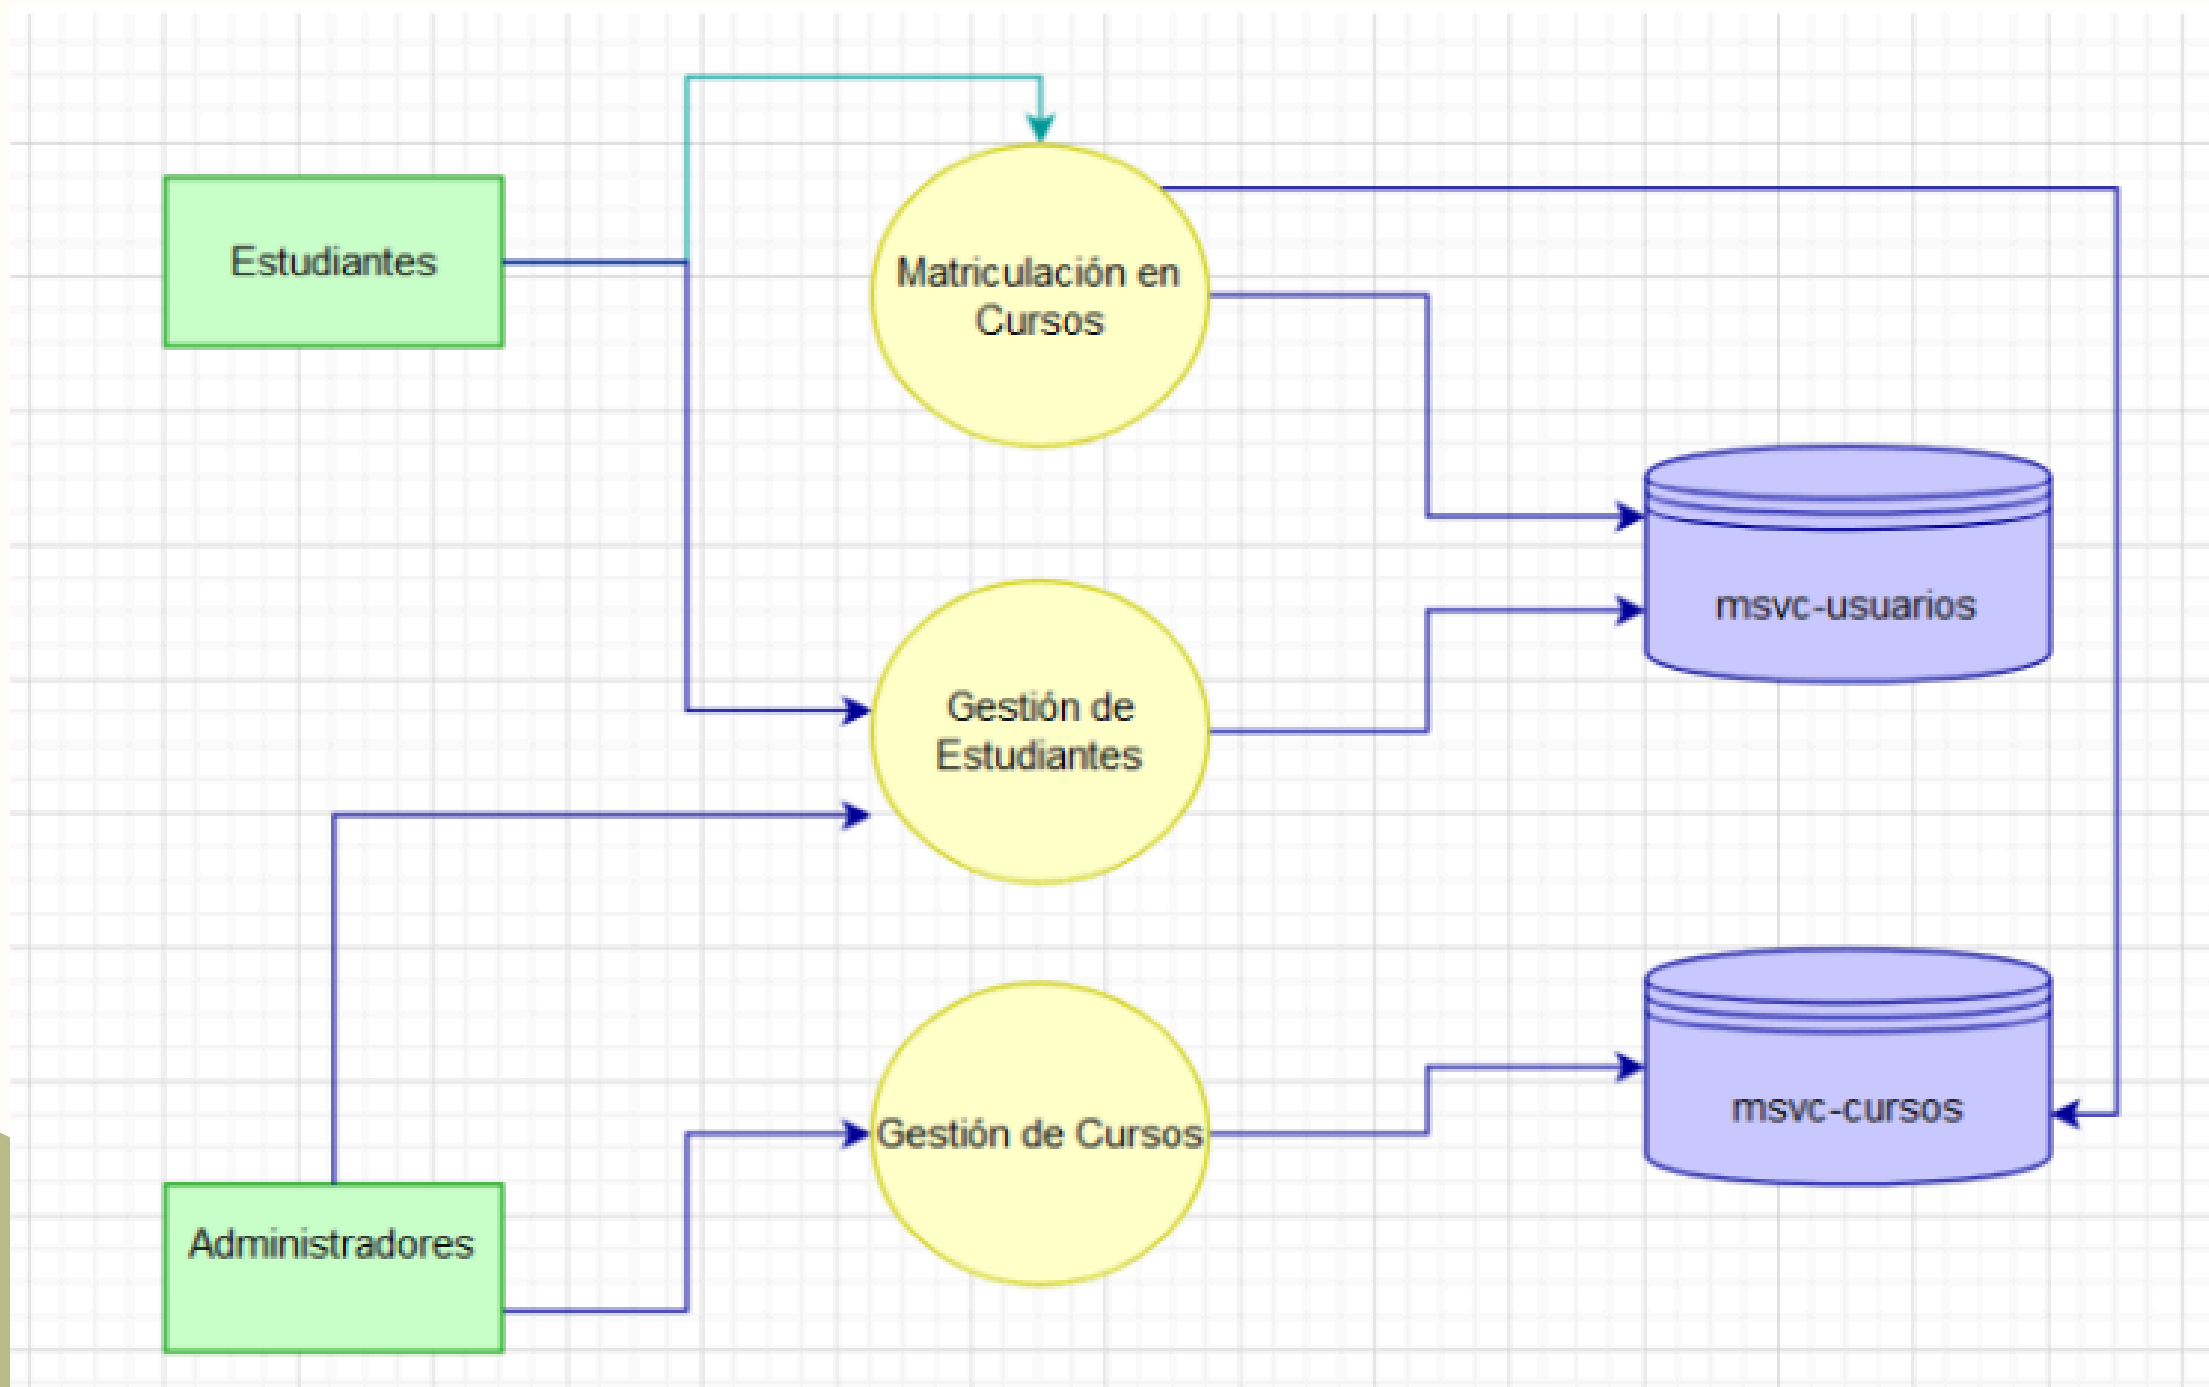 Estudiantes
Matriculación en
Cursos
msvc-usuarios
Gestión de
Estudiantes
Gestión de Cursos
msvc-cursos
Administradores